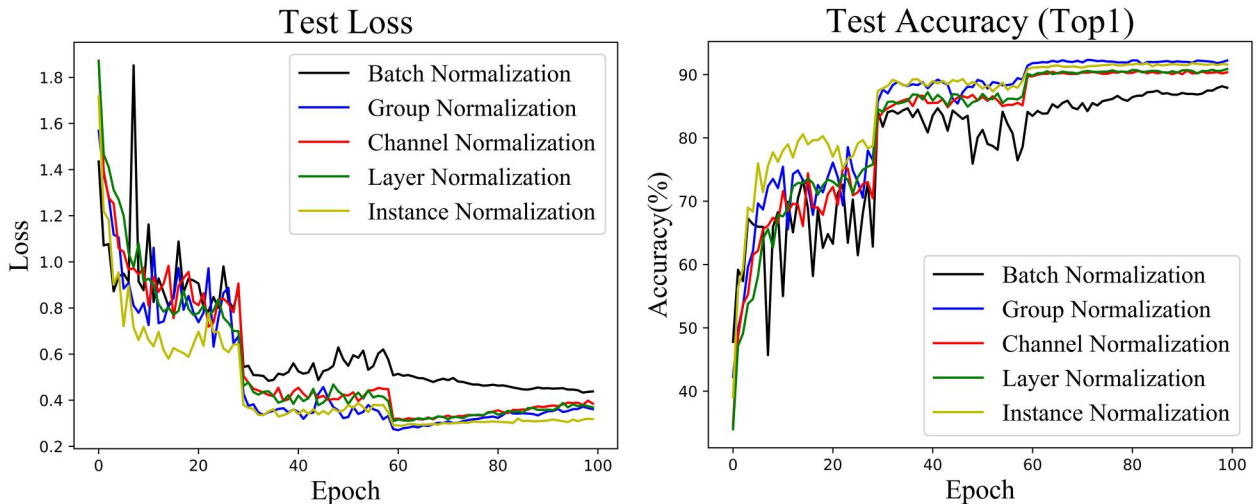 Test Loss
1.8
1.6
1.4
1.2
1.0
0.8
0.6
0.4
0.2
Loss
0
20
40
60
80
100
Epoch
Batch Normalization
Group Normalization
Channel Normalization
Layer Normalization
Instance Normalization
Test Accuracy (Top1)
90
80
70
60
50
40
Accuracy(%)
0
20
40
60
80
100
Epoch
Batch Normalization
Group Normalization
Channel Normalization
Layer Normalization
Instance Normalization